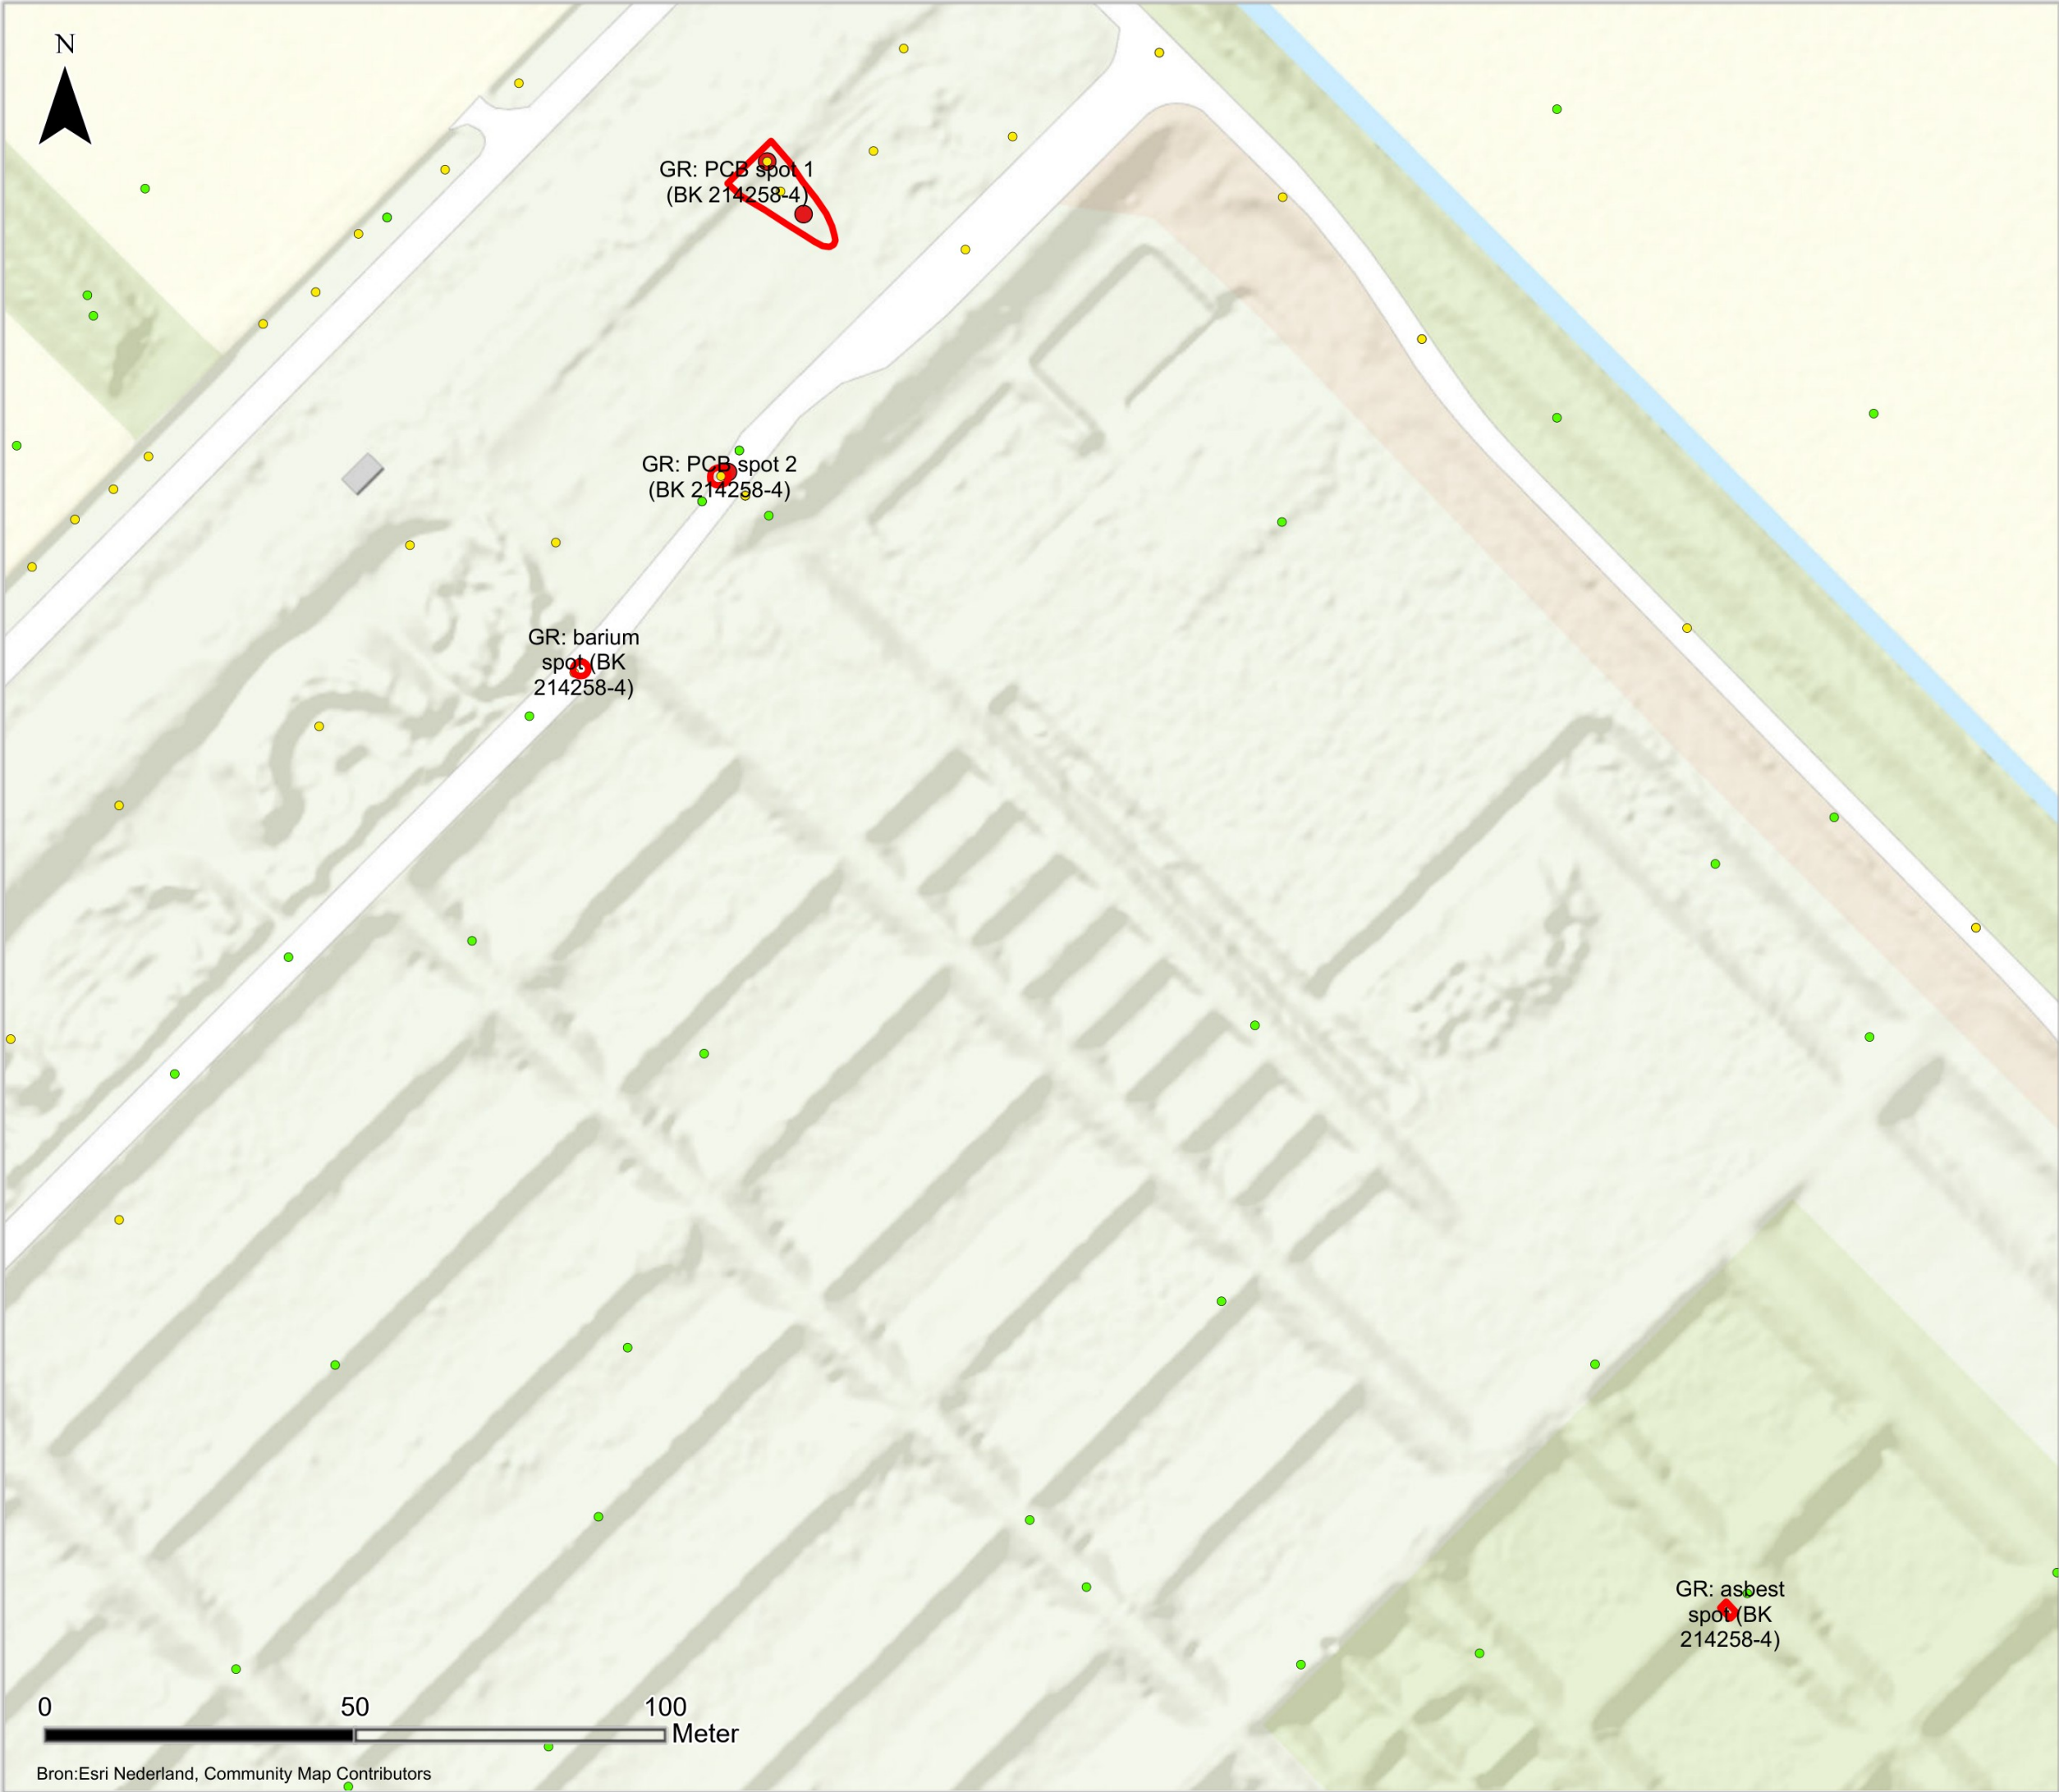 N
GR: PCB spot 1
(BK 214258-4)
GR: PCB spot 2
(BK 214258-4)
GR: barium
spot (BK
214258-4)
GR: asbest
spot (BK
214258-4)
0 50 100
Meter
Bron:Esri Nederland, Community Map Contributors